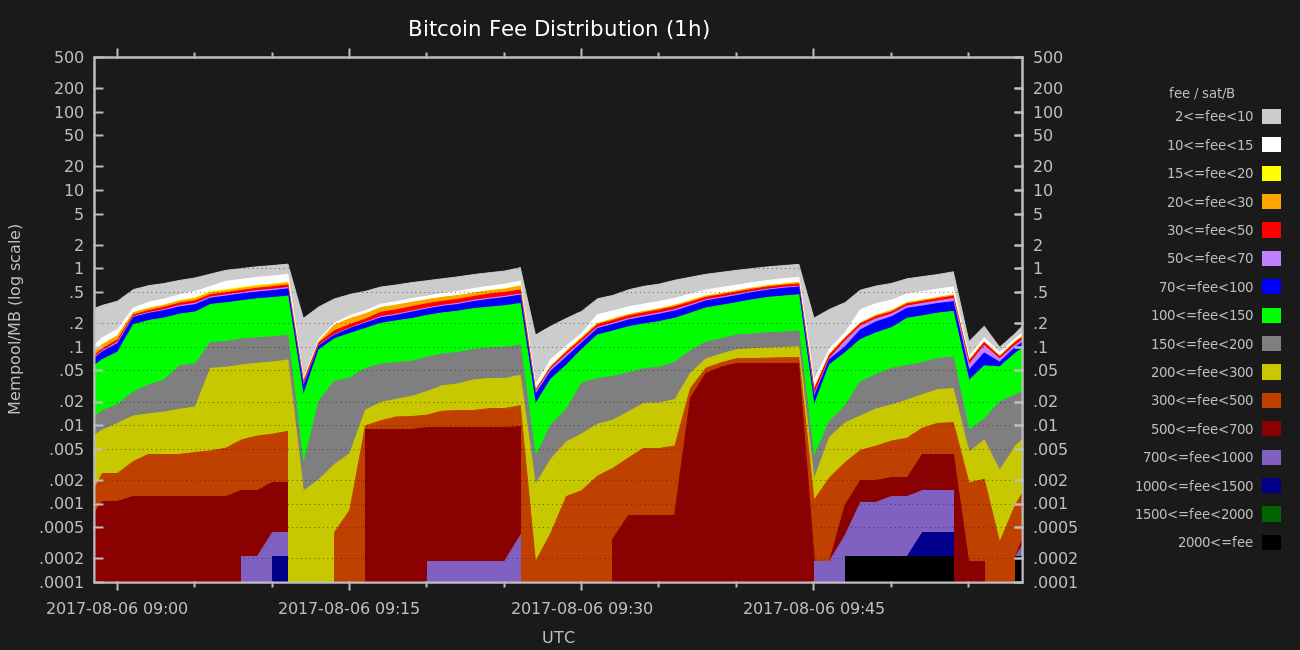 Bitcoin Fee Distribution (1h)
Mempool/MB (log scale)
500
200
100
50
20
10
5
2
1
.5
.2
.1
.05
.02
.01
.005
.002
.001
.0005
.0002
.0001
500
200
100
50
20
10
5
2
1
.5
.2
.1
.05
.02
.01
.005
.002
.001
.0005
.0002
.0001
2017-08-06 09:00 2017-08-06 09:15 2017-08-06 09:30 2017-08-06 09:45
UTC
fee / sat/B
2<=fee<10
10<=fee<15
15<=fee<20
20<=fee<30
30<=fee<50
50<=fee<70
70<=fee<100
100<=fee<150
150<=fee<200
200<=fee<300
300<=fee<500
500<=fee<700
700<=fee<1000
1000<=fee<1500
1500<=fee<2000
2000<=fee